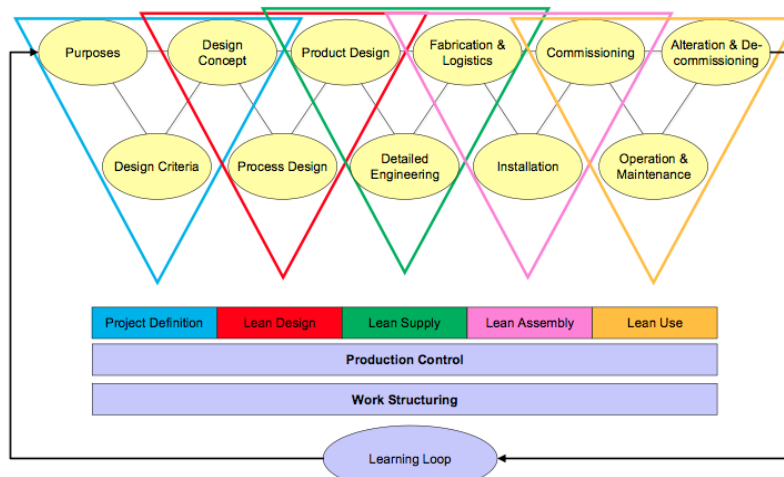 Purposes
Design
Concept
Product Design
Fabrication &
Logistics
Commissioning
Alteration & De-
commissioning
Design Criteria
Process Design
Detailed
Engineering
Installation
Operation &
Maintenance
Project Definition
Lean Design
Lean Supply
Lean Assembly
Lean Use
Production Control
Work Structuring
Learning Loop